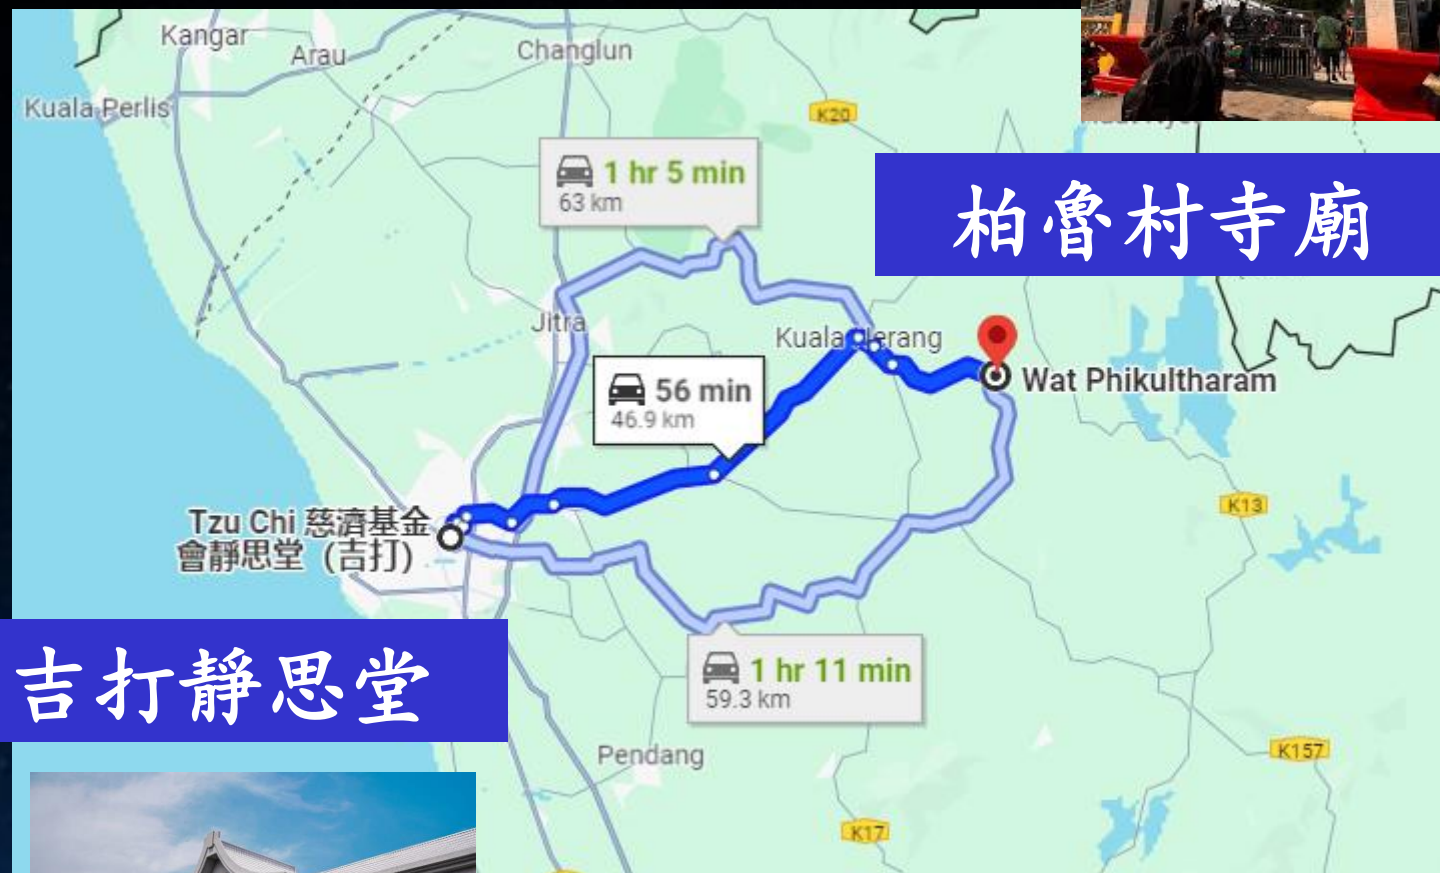 Kangar
Arau
Changlun
Kuala Perlis
K20
1 hr 5 min
63 km
柏魯村寺廟
Jitra
Kuala Nerang
56 min
46.9 km
Wat Phikultharam
K13
Tzu Chi 慈濟基金
會靜思堂 (吉打)
吉打靜思堂
1 hr 11 min
59.3 km
Pendang
K157
K17